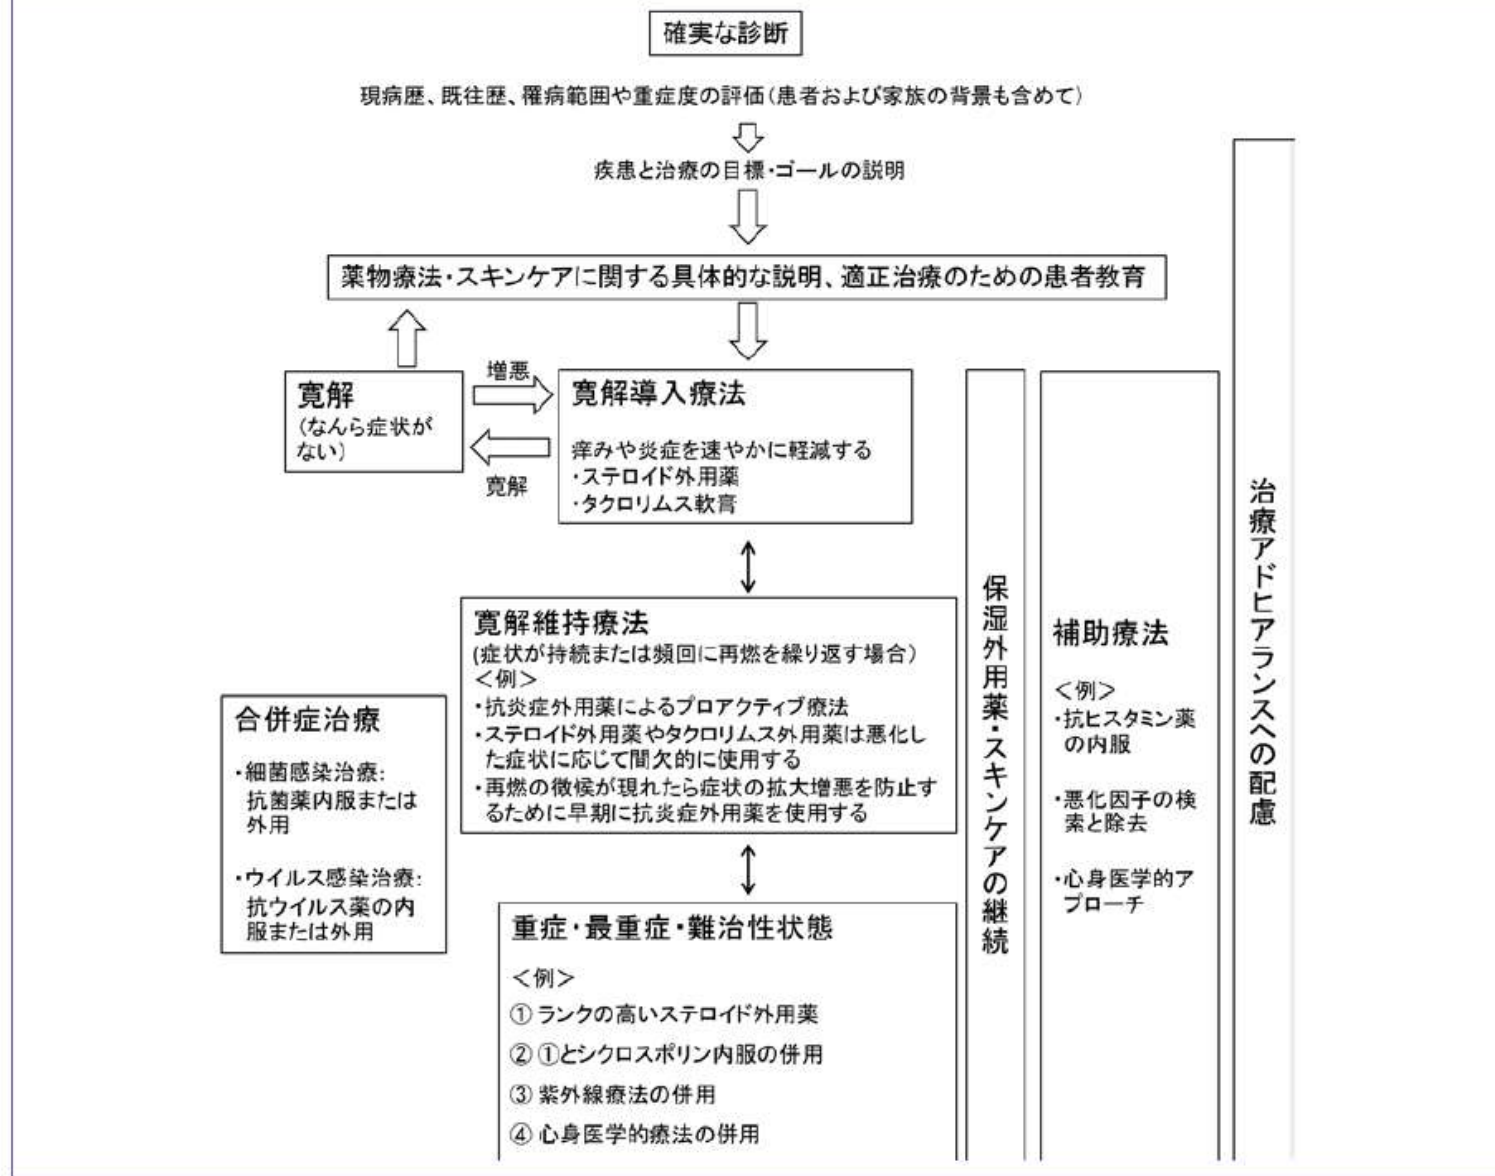 確実な診断
現病歴、既往歴、罹病範囲や重症度の評価(患者および家族の背景も含めて)
疾患と治療の目標・ゴールの説明
薬物療法・スキンケアに関する具体的な説明、適正治療のための患者教育
寛解
(なんら症状が
ない)
増悪
寛解
寛解導入療法
痒みや炎症を速やかに軽減する
・ステロイド外用薬
・タクロリムス軟膏
寛解維持療法
(症状が持続または頻回に再燃を繰り返す場合)
<例>
・抗炎症外用薬によるプロアクティブ療法
・ステロイド外用薬やタクロリムス外用薬は悪化し
た症状に応じて間欠的に使用する
・再燃の徴候が現れたら症状の拡大増悪を防止す
るために早期に抗炎症外用薬を使用する
合併症治療
・細菌感染治療:
抗菌薬内服または
外用
・ウイルス感染治療:
抗ウイルス薬の内
服または外用
重症・最重症・難治性状態
<例>
① ランクの高いステロイド外用薬
② ①とシクロスポリン内服の併用
③ 紫外線療法の併用
④ 心身医学的療法の併用
保湿外用薬・スキンケアの継続
補助療法
<例>
・抗ヒスタミン薬
の内服
・悪化因子の検
索と除去
・心身医学的ア
プローチ
治療アドヒアランスへの配慮